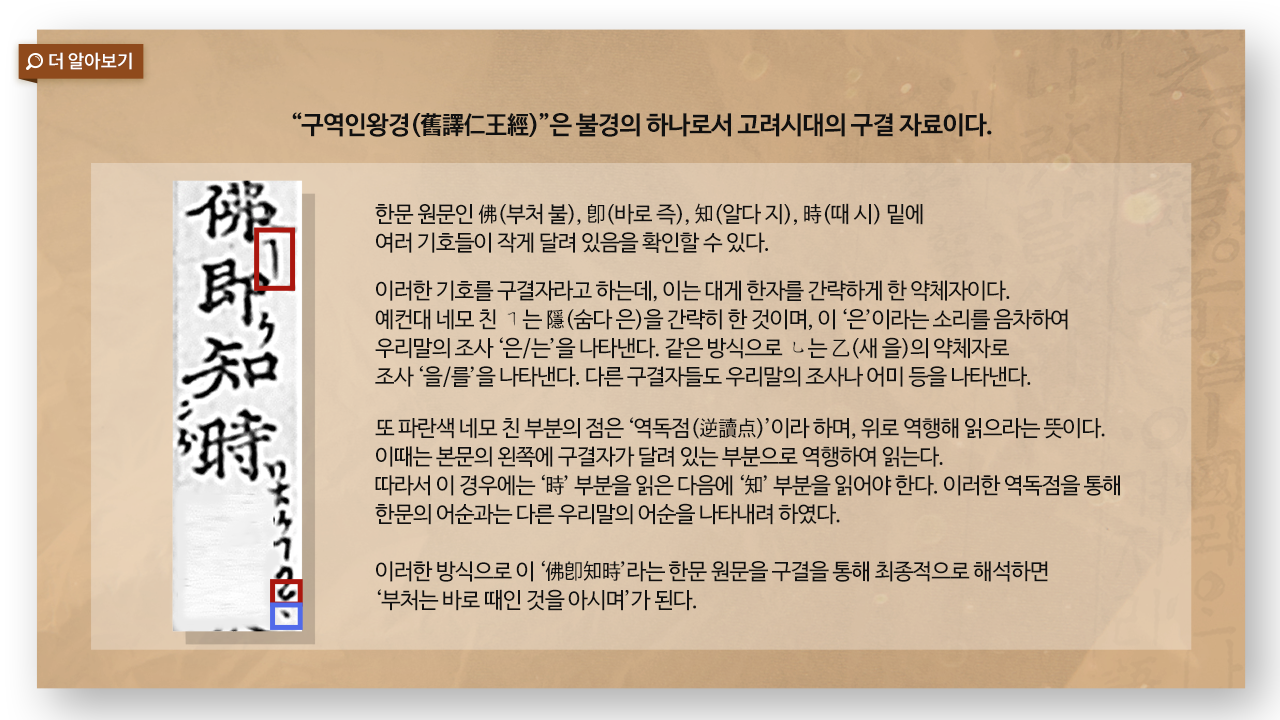 더 알아보기
“구역인왕경(舊譯仁王經)”은 불경의 하나로서 고려시대의 구결 자료이다.
佛
卽
知
時
한문 원문인 佛(부처 불), 卽(바로 즉), 知(알다 지), 時(때 시) 밑에
여러 기호들이 작게 달려 있음을 확인할 수 있다.
이러한 기호를 구결자라고 하는데, 이는 대게 한자를 간략하게 한 약체자이다.
예컨대 네모 친 ㄱ는 隱(숨다 은)을 간략히 한 것이며, 이 ‘은’이라는 소리를 음차하여
우리말의 조사 ‘은/는’을 나타낸다. 같은 방식으로 ㄴ는 乙(새 을)의 약체자로
조사 ‘을/를’을 나타낸다. 다른 구결자들도 우리말의 조사나 어미 등을 나타낸다.
또 파란색 네모 친 부분의 점은 ‘역독점(逆讀点)’이라 하며, 위로 역행해 읽으라는 뜻이다.
이때는 본문의 왼쪽에 구결자가 달려 있는 부분으로 역행하여 읽는다.
따라서 이 경우에는 ‘時’ 부분을 읽은 다음에 ‘知’ 부분을 읽어야 한다. 이러한 역독점을 통해
한문의 어순과는 다른 우리말의 어순을 나타내려 하였다.
이러한 방식으로 이 ‘佛卽知時’라는 한문 원문을 구결을 통해 최종적으로 해석하면
‘부처는 바로 때인 것을 아시며’가 된다.